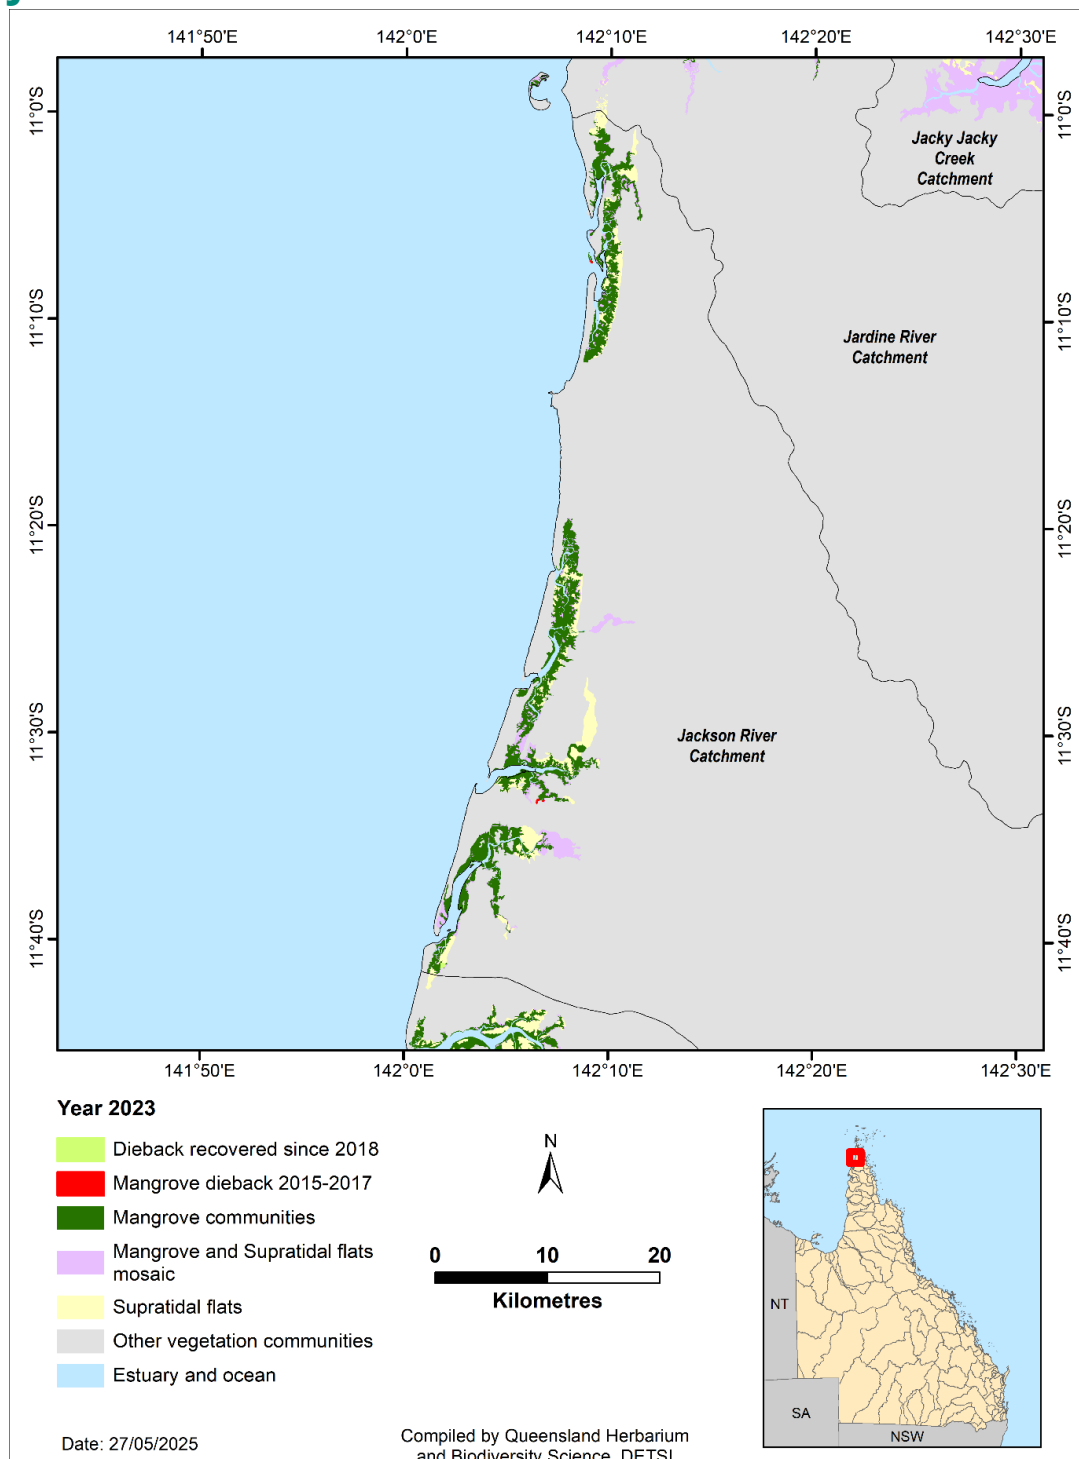 141°50'E 142°0'E 142°10'E 142°20'E 142°30'E
11°0'S 11°0'S
Jacky Jacky
Creek
Catchment
11°10'S 11°10'S
Jardine River
Catchment
11°20'S 11°20'S
11°30'S 11°30'S
Jackson River
Catchment
11°40'S 11°40'S
141°50'E 142°0'E 142°10'E 142°20'E 142°30'E
Year 2023
Dieback recovered since 2018
Mangrove dieback 2015-2017
Mangrove communities
Mangrove and Supratidal flats
mosaic
Supratidal flats
Other vegetation communities
Estuary and ocean
N
0 10 20
Kilometres
NT
SA
NSW
Date: 27/05/2025
Compiled by Queensland Herbarium
and Biodiversity Science, DETSI